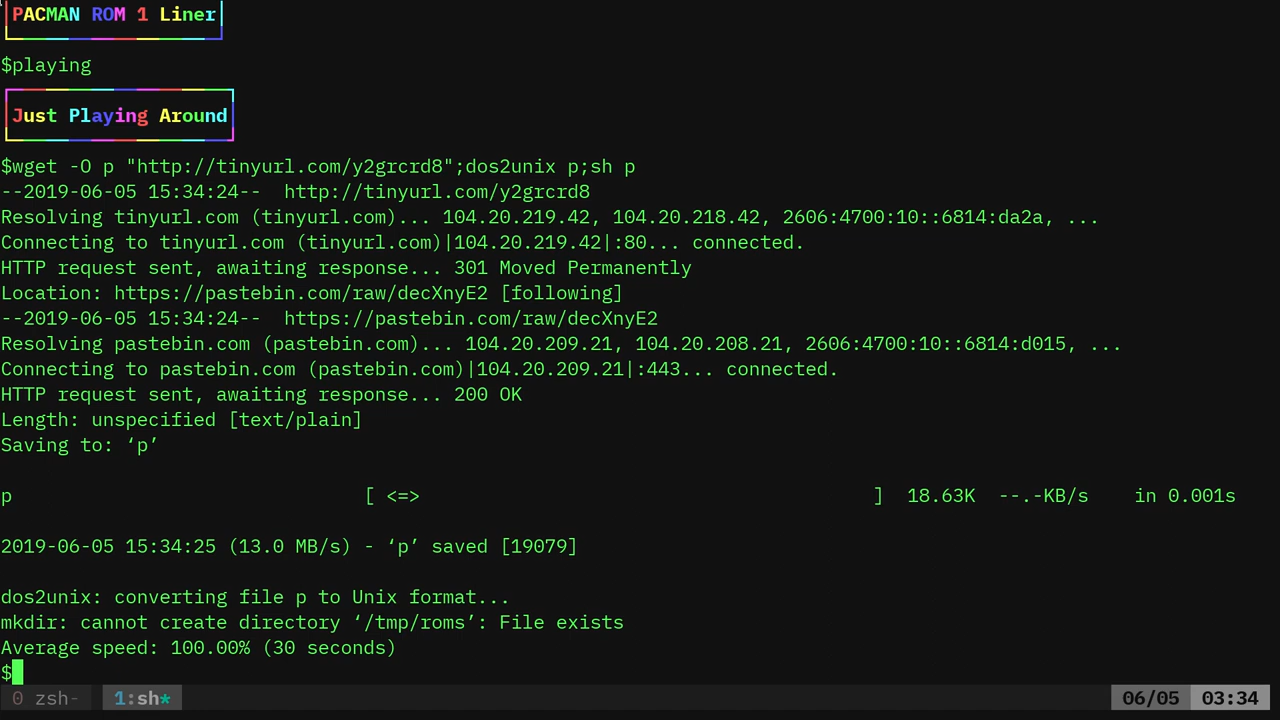 PACMAN ROM 1 Liner
$playing
Just Playing Around
$wget -O p "http://tinyurl.com/y2grcrd8";dos2unix p;sh p
--2019-06-05 15:34:24--  http://tinyurl.com/y2grcrd8
Resolving tinyurl.com (tinyurl.com)... 104.20.219.42, 104.20.218.42, 2606:4700:10::6814:da2a, ...
Connecting to tinyurl.com (tinyurl.com)|104.20.219.42|:80... connected.
HTTP request sent, awaiting response... 301 Moved Permanently
Location: https://pastebin.com/raw/decXnyE2 [following]
--2019-06-05 15:34:24--  https://pastebin.com/raw/decXnyE2
Resolving pastebin.com (pastebin.com)... 104.20.209.21, 104.20.208.21, 2606:4700:10::6814:d015, ...
Connecting to pastebin.com (pastebin.com)|104.20.209.21|:443... connected.
HTTP request sent, awaiting response... 200 OK
Length: unspecified [text/plain]
Saving to: ‘p’
p                               [ <=>                                        ]  18.63K  --.-KB/s    in 0.001s
2019-06-05 15:34:25 (13.0 MB/s) - ‘p’ saved [19079]
dos2unix: converting file p to Unix format...
mkdir: cannot create directory ‘/tmp/roms’: File exists
Average speed: 100.00% (30 seconds)
$
0 zsh-  1:sh*  06/05  03:34